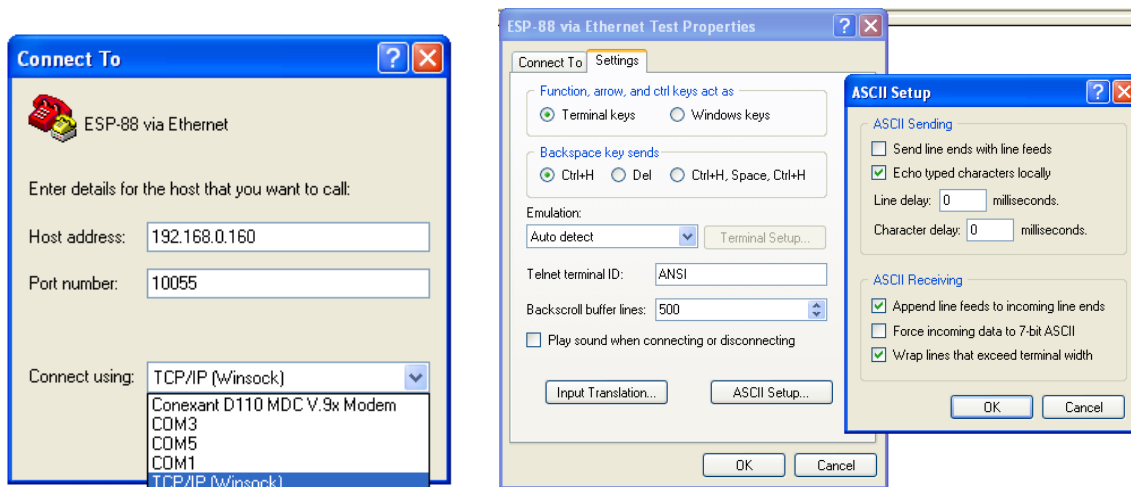 Connect To
ESP-88 via Ethernet
Enter details for the host that you want to call:
Host address: 192.168.0.160
Port number: 10055
Connect using: TCP/IP (Winsock)
Conexant D110 MDC V.9x Modem
COM3
COM5
COM1
TCP/IP (Winsock)
ESP-88 via Ethernet Test Properties
Connect To Settings
Function, arrow, and ctrl keys act as
Terminal keys Windows keys
Backspace key sends
Ctrl+H Del Ctrl+H, Space, Ctrl+H
Emulation:
Auto detect Terminal Setup...
Telnet terminal ID: ANSI
Backscroll buffer lines: 500
Play sound when connecting or disconnecting
Input Translation... ASCII Setup...
OK Cancel
ASCII Setup
ASCII Sending
Send line ends with line feeds
Echo typed characters locally
Line delay: 0 milliseconds.
Character delay: 0 milliseconds.
ASCII Receiving
Append line feeds to incoming line ends
Force incoming data to 7-bit ASCII
Wrap lines that exceed terminal width
OK Cancel